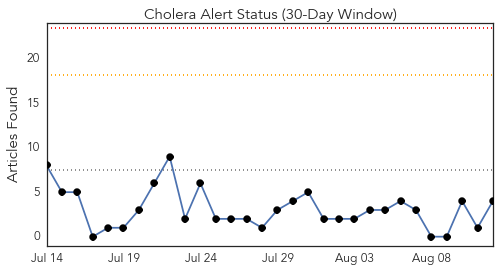 Cholera Alert Status (30-Day Window)
Articles Found
20
15
10
5
0
Jul 14 Jul 19 Jul 24 Jul 29 Aug 03 Aug 08